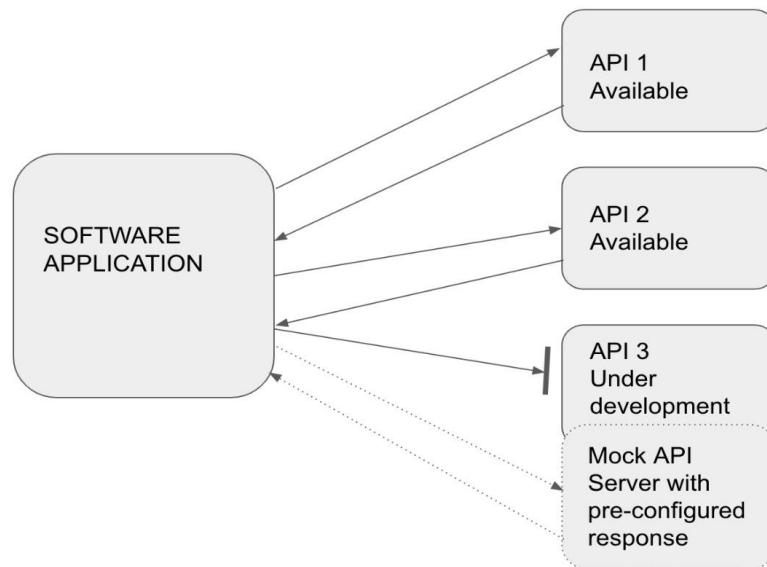 API 1
Available
SOFTWARE
APPLICATION
API 2
Available
API 3
Under
development
Mock API
Server with
pre-configured
response